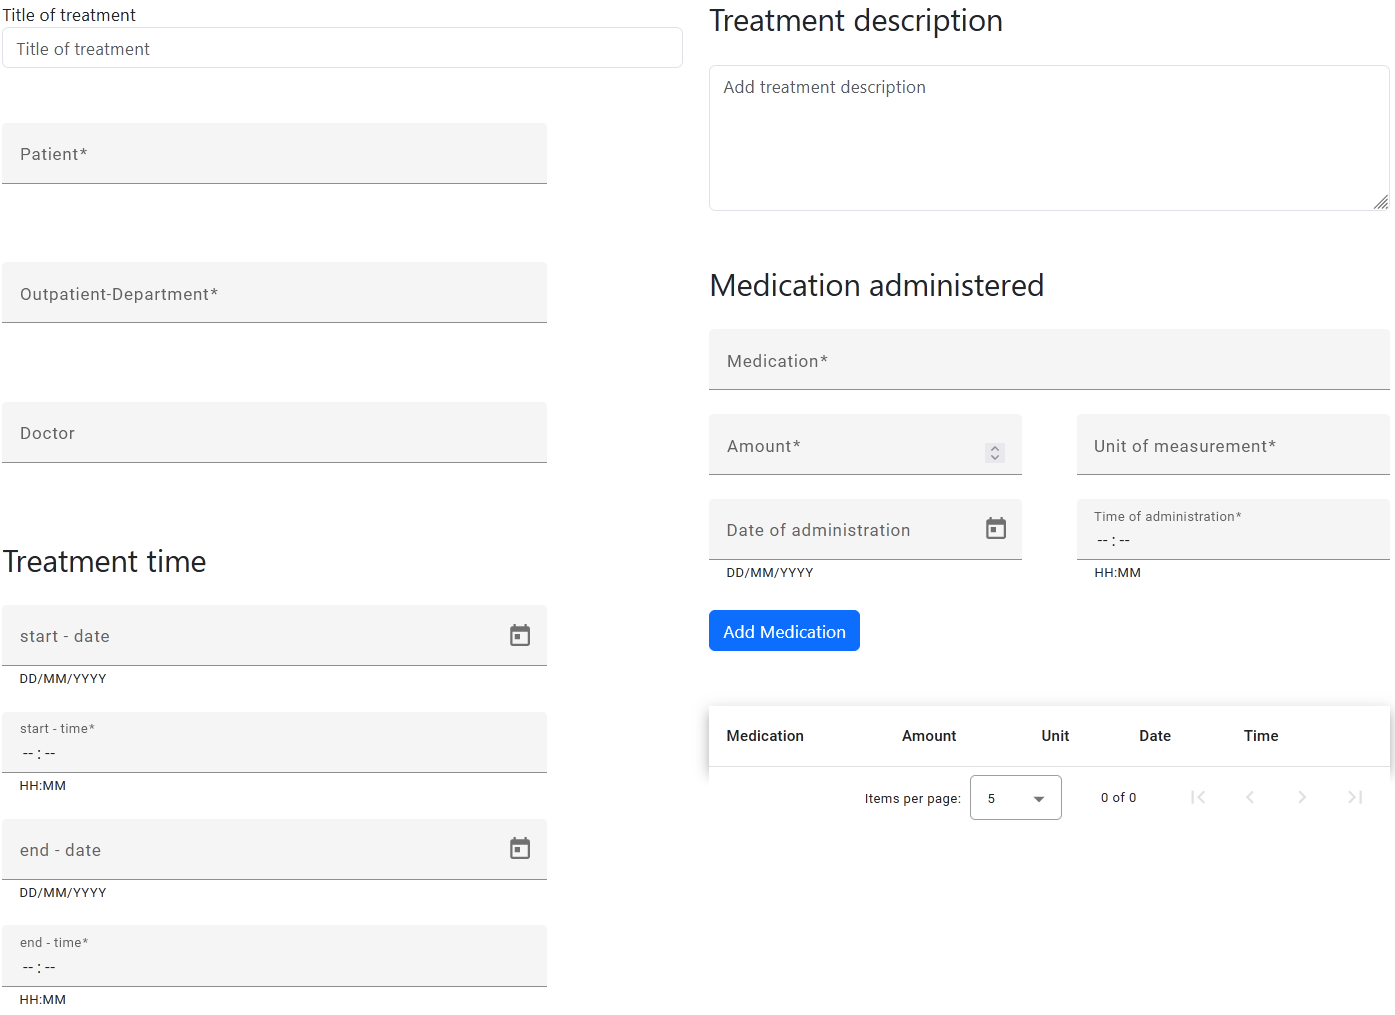 Title of treatment
Title of treatment
Patient*
Outpatient-Department*
Doctor
Treatment time
start - date
DD/MM/YYYY
start - time*
-- : --
HH:MM
end - date
DD/MM/YYYY
end - time*
-- : --
HH:MM
Treatment description
Add treatment description
Medication administered
Medication*
Amount* Unit of measurement*
Date of administration Time of administration*
-- : --
DD/MM/YYYY HH:MM
Add Medication
Medication Amount Unit Date Time
Items per page: 5 0 of 0